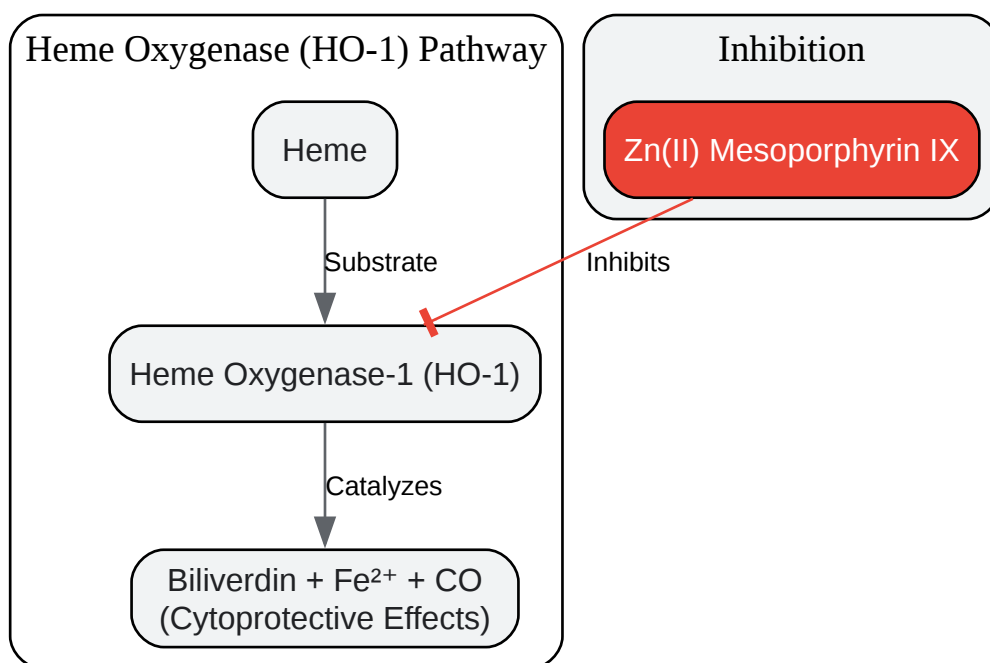 Heme Oxygenase (HO-1) Pathway
Inhibition
Heme
Zn(II) Mesoporphyrin IX
Substrate
Inhibits
Heme Oxygenase-1 (HO-1)
Catalyzes
Biliverdin + Fe²⁺ + CO
(Cytoprotective Effects)